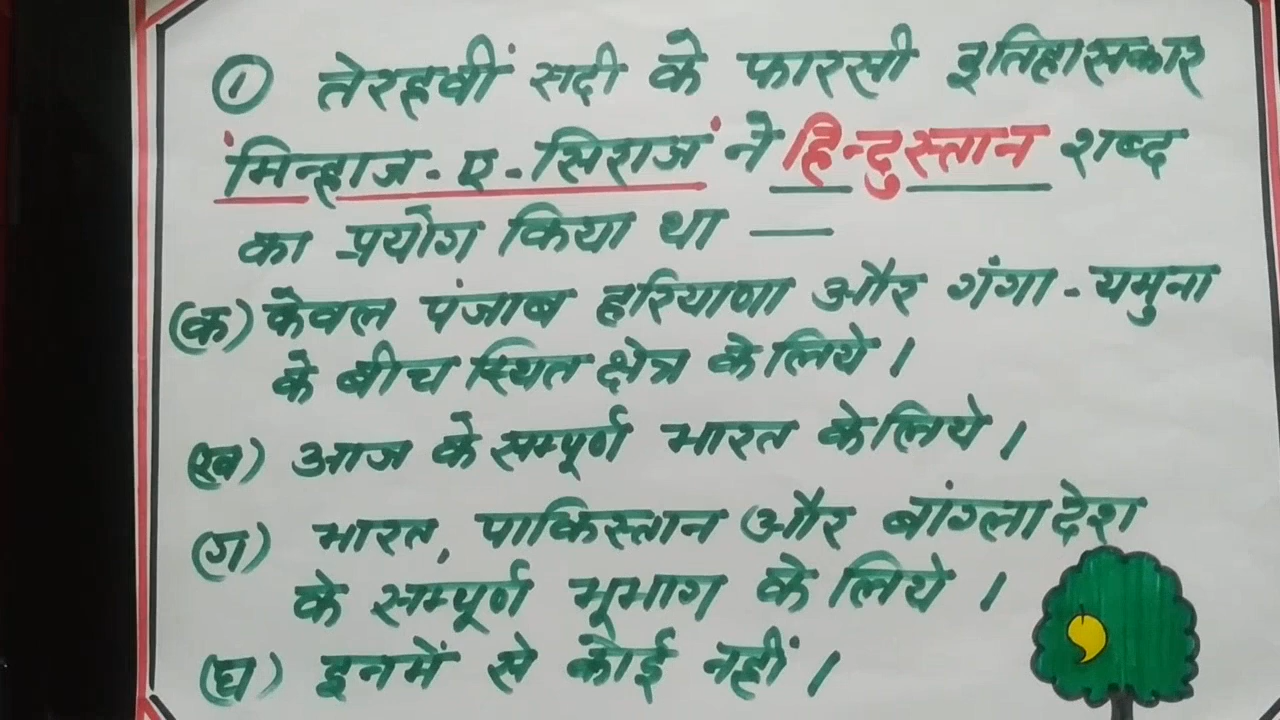 ① तेरहवीं सदी के फारसी इतिहासकार
'मिन्हाज-ए-सिराज' ने हिन्दुस्तान शब्द
का प्रयोग किया था —
(क) केवल पंजाब हरियाणा और गंगा-यमुना
के बीच स्थित क्षेत्र के लिये।
(ख) आज के सम्पूर्ण भारत के लिये।
(ग) भारत, पाकिस्तान और बांग्लादेश
के सम्पूर्ण भूभाग के लिये।
(घ) इनमें से कोई नहीं।